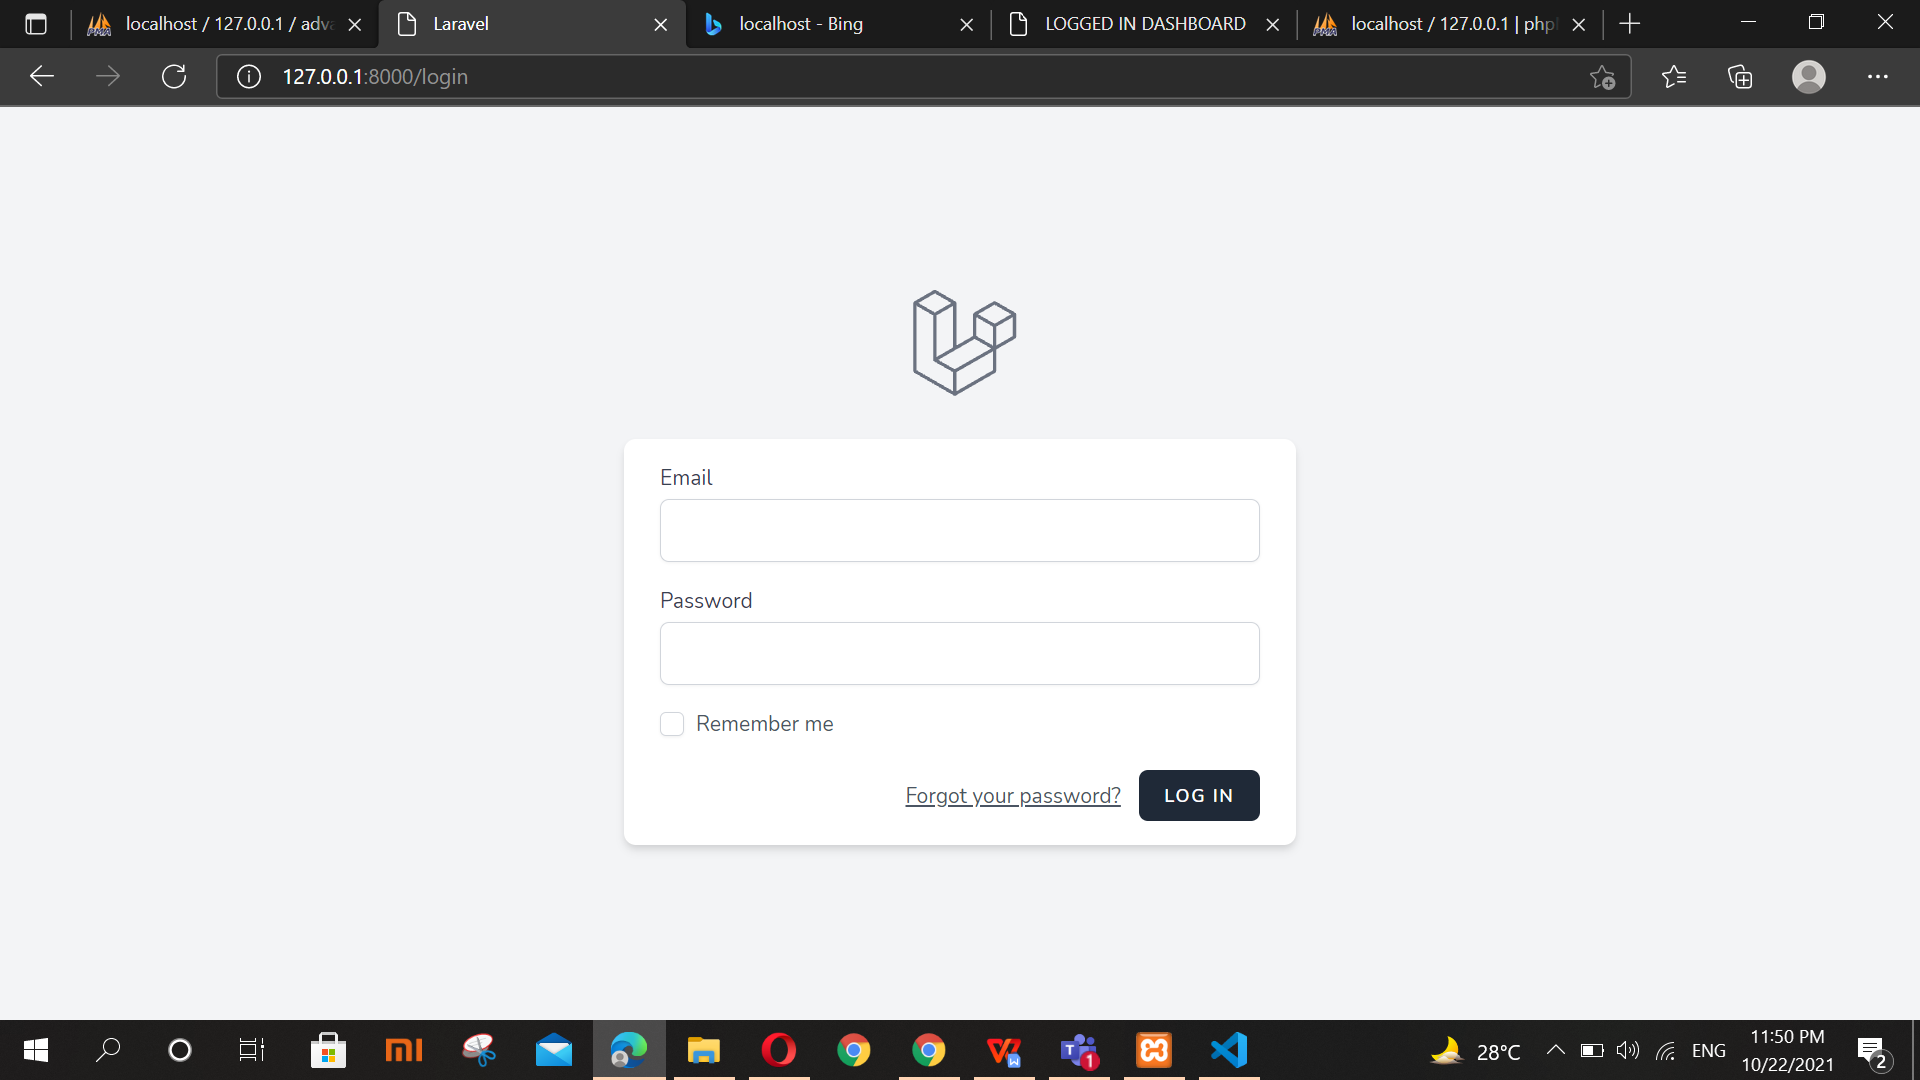 localhost / 127.0.0.1 / adva
Laravel
localhost - Bing
LOGGED IN DASHBOARD
localhost / 127.0.0.1 | php
127.0.0.1:8000/login
Email
Password
Remember me
Forgot your password?
LOG IN
28°C
ENG
11:50 PM
10/22/2021
2
1